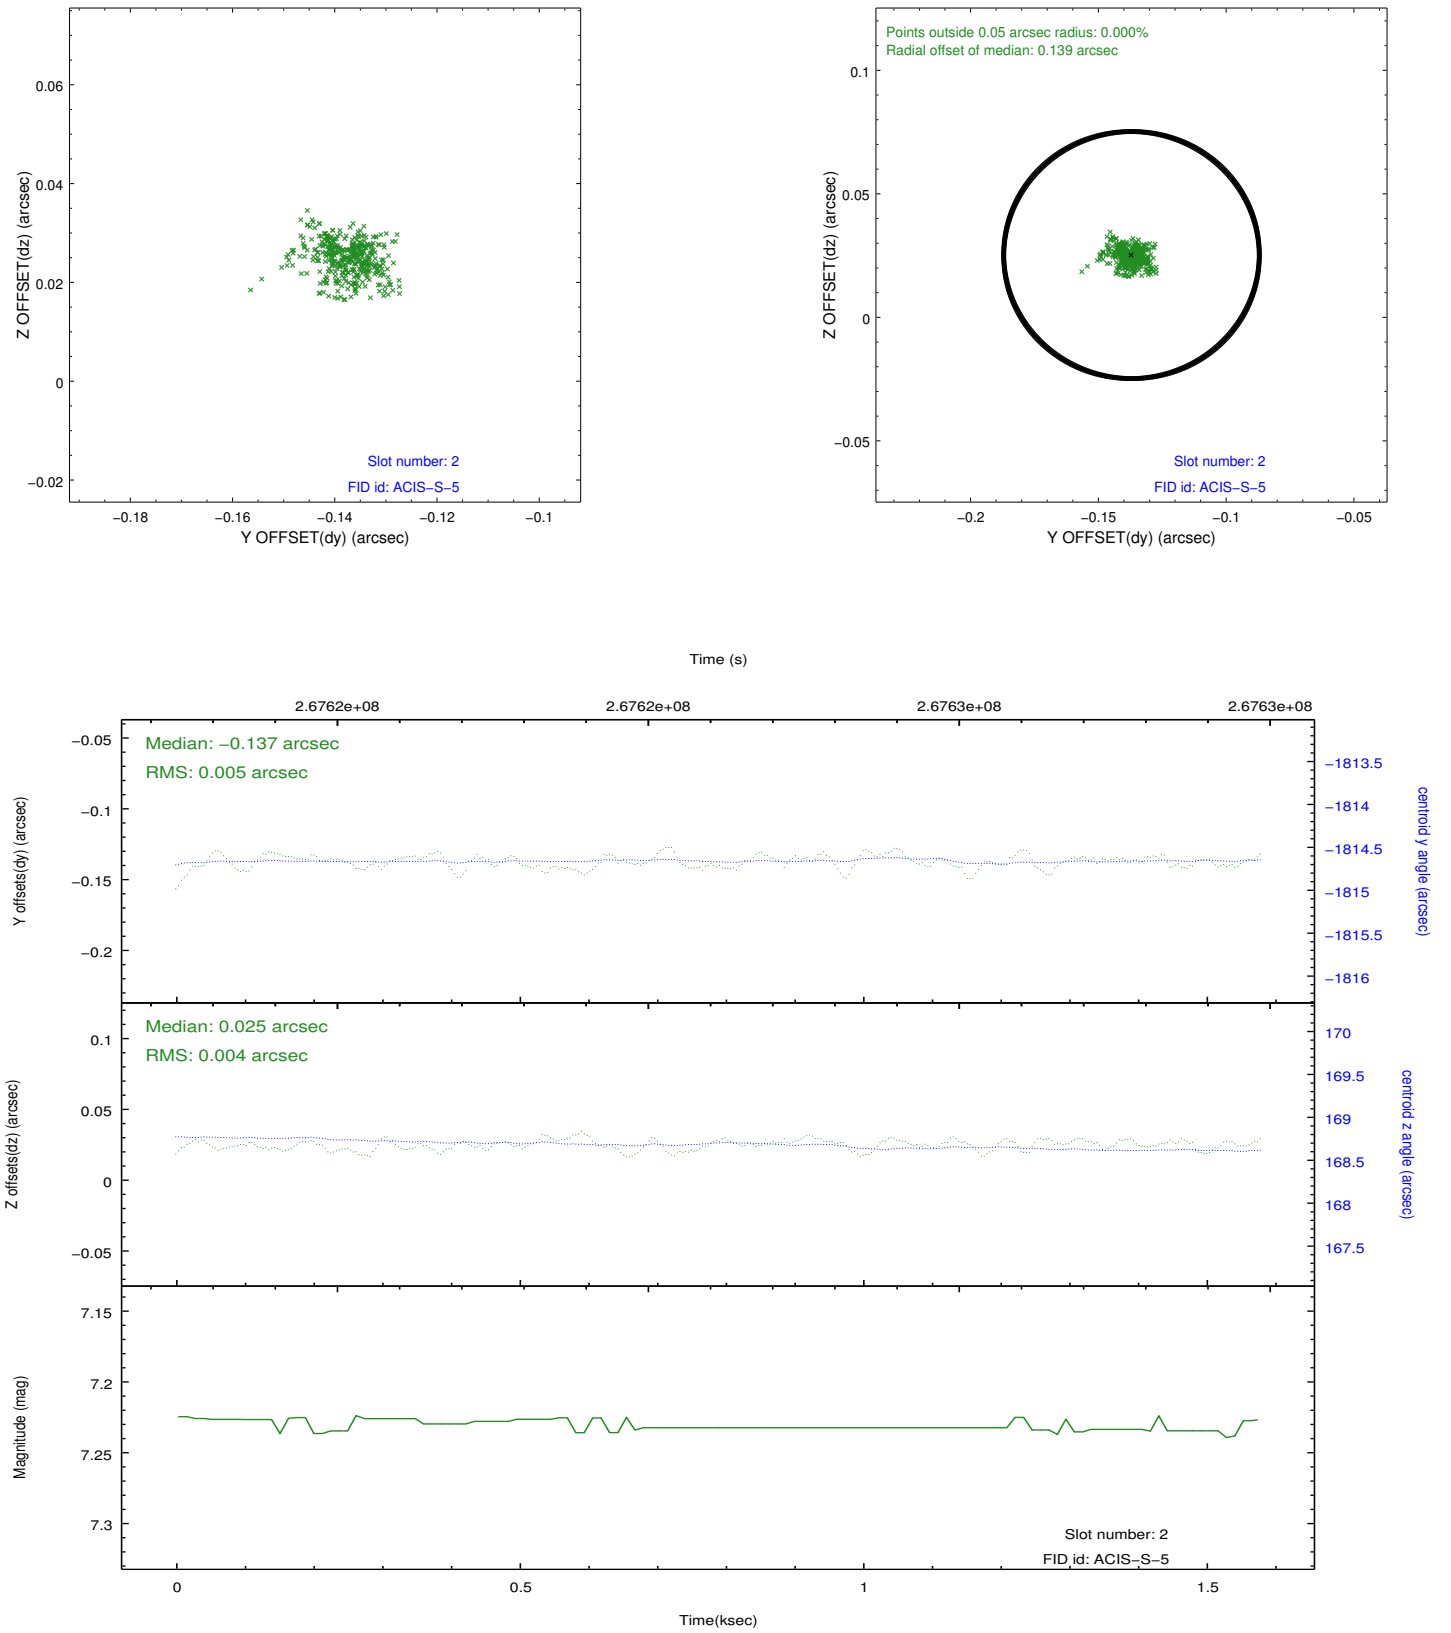 0.06
0.04
0.02
0
−0.02
Z OFFSET(dz) (arcsec)
Slot number: 2
FID id: ACIS−S−5
−0.18
−0.16
−0.14
−0.12
−0.1
Y OFFSET(dy) (arcsec)
Points outside 0.05 arcsec radius: 0.000%
Radial offset of median: 0.139 arcsec
0.1
0.05
0
−0.05
Z OFFSET(dz) (arcsec)
Slot number: 2
FID id: ACIS−S−5
−0.2
−0.15
−0.1
−0.05
Y OFFSET(dy) (arcsec)
Time (s)
2.6762e+08
2.6762e+08
2.6763e+08
2.6763e+08
Median: −0.137 arcsec
RMS: 0.005 arcsec
−0.05
−0.1
−0.15
−0.2
Y offsets(dy) (arcsec)
−1813.5
−1814
−1814.5
−1815
−1815.5
−1816
centroid y angle (arcsec)
Median: 0.025 arcsec
RMS: 0.004 arcsec
0.1
0.05
0
−0.05
Z offsets(dz) (arcsec)
170
169.5
169
168.5
168
167.5
centroid z angle (arcsec)
7.15
7.2
7.25
7.3
Magnitude (mag)
Slot number: 2
FID id: ACIS−S−5
0
0.5
1
1.5
Time(ksec)